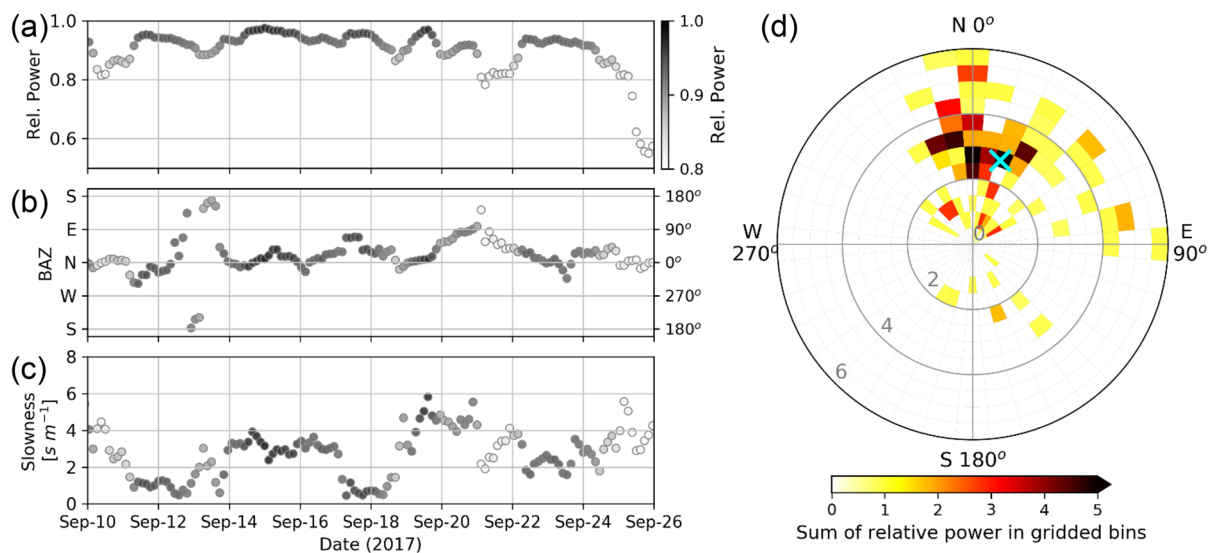 (a)
1.0
0.8
0.6
Rel. Power
1.0
0.9
0.8
Rel. Power
(b)
S
E
N
W
S
BAZ
180°
90°
0°
270°
180°
(c)
8
6
4
2
0
Slowness
[s m⁻¹]
Sep-10 Sep-12 Sep-14 Sep-16 Sep-18 Sep-20 Sep-22 Sep-24 Sep-26
Date (2017)
(d)
N 0°
W
270°
E
90°
0
2
4
6
S 180°
0 1 2 3 4 5
Sum of relative power in gridded bins